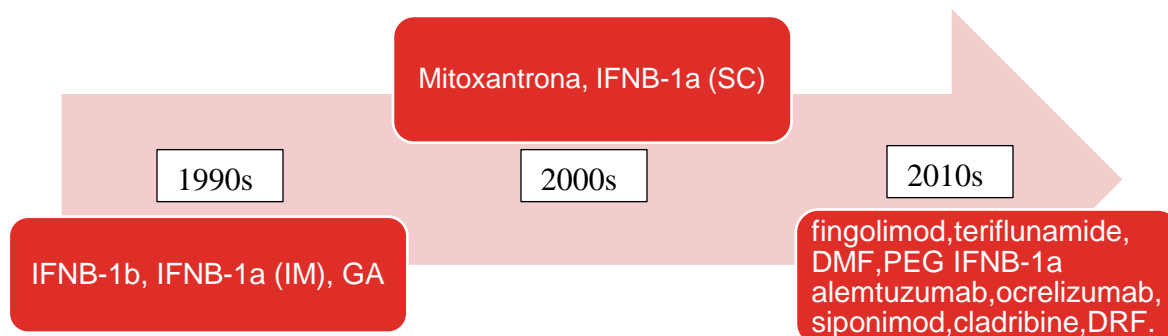 Mitoxantrona, IFNB-1a (SC)
1990s
2000s
2010s
IFNB-1b, IFNB-1a (IM), GA
fingolimod,teriflunamide,
DMF,PEG IFNB-1a
alemtuzumab,ocrelizumab,
siponimod,cladribine,DRF.